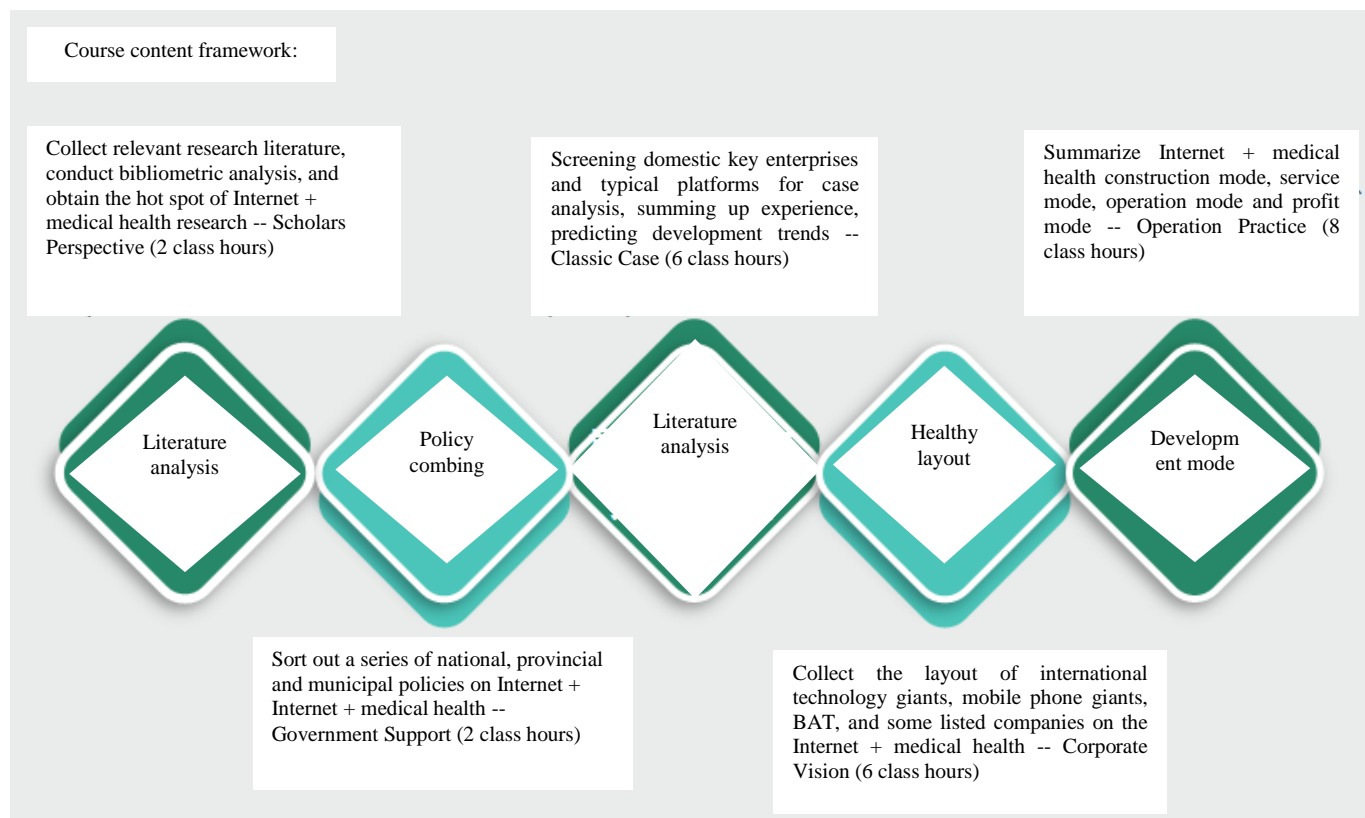 Course content framework:
Collect relevant research literature,
conduct bibliometric analysis, and
obtain the hot spot of Internet +
medical health research -- Scholars
Perspective (2 class hours)
Screening domestic key enterprises
and typical platforms for case
analysis, summing up experience,
predicting development trends --
Classic Case (6 class hours)
Summarize Internet + medical
health construction mode, service
mode, operation mode and profit
mode -- Operation Practice (8
class hours)
Literature
analysis
Policy
combing
Literature
analysis
Healthy
layout
Developm
ent mode
Sort out a series of national, provincial
and municipal policies on Internet +
Internet + medical health --
Government Support (2 class hours)
Collect the layout of international
technology giants, mobile phone giants,
BAT, and some listed companies on the
Internet + medical health -- Corporate
Vision (6 class hours)